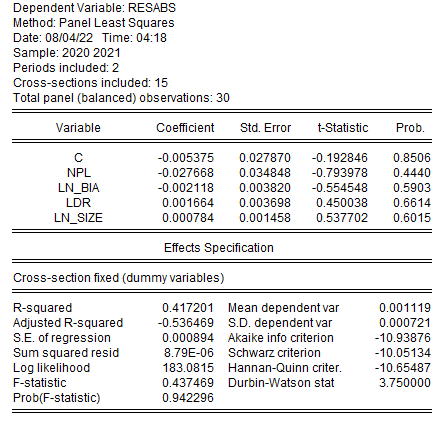 Dependent Variable: RESABS
Method: Panel Least Squares
Date: 08/04/22 Time: 04:18
Sample: 2020 2021
Periods included: 2
Cross-sections included: 15
Total panel (balanced) observations: 30
Variable Coefficient Std. Error t-Statistic Prob.
C -0.005375 0.027870 -0.192846 0.8506
NPL -0.027668 0.034848 -0.793978 0.4440
LN_BIA -0.002118 0.003820 -0.554548 0.5903
LDR 0.001664 0.003698 0.450038 0.6614
LN_SIZE 0.000784 0.001458 0.537702 0.6015
Effects Specification
Cross-section fixed (dummy variables)
R-squared 0.417201 Mean dependent var 0.001119
Adjusted R-squared -0.536469 S.D. dependent var 0.000721
S.E. of regression 0.000894 Akaike info criterion -10.93876
Sum squared resid 8.79E-06 Schwarz criterion -10.05134
Log likelihood 183.0815 Hannan-Quinn criter. -10.65487
F-statistic 0.437469 Durbin-Watson stat 3.750000
Prob(F-statistic) 0.942296